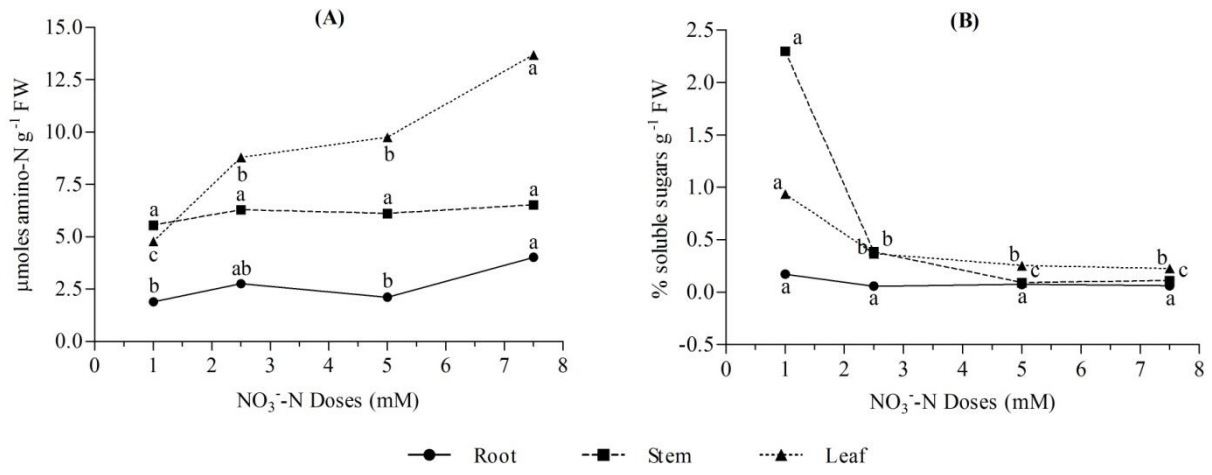 (A)
μmoles amino-N g⁻¹ FW
15.0
12.5
10.0
7.5
5.0
2.5
0.0
a
b
b
a
a
a
a
c
b
ab
b
a
0 1 2 3 4 5 6 7 8
NO₃⁻-N Doses (mM)
(B)
% soluble sugars g⁻¹ FW
2.5
2.0
1.5
1.0
0.5
0.0
-0.5
a
a
b b
b
c
b
c
a
a
a
a
0 1 2 3 4 5 6 7 8
NO₃⁻-N Doses (mM)
Root Stem Leaf